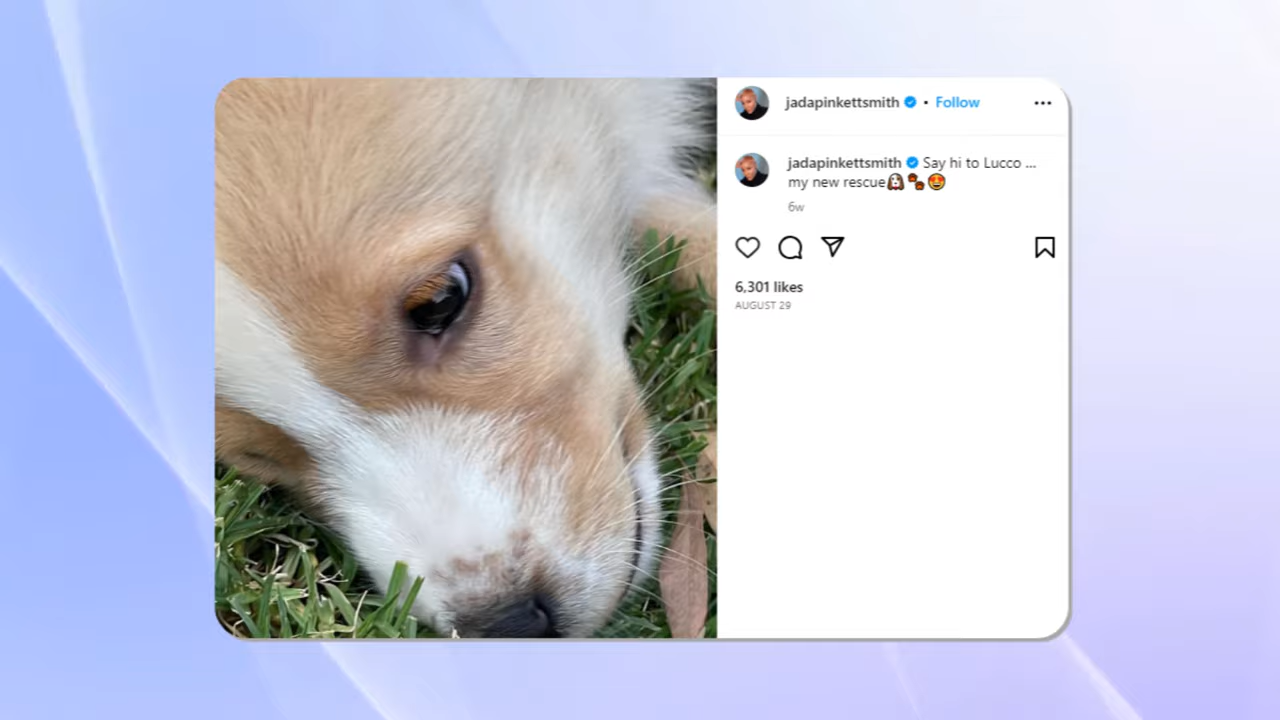 jadapinkettsmith • Follow
jadapinkettsmith Say hi to Lucco ...
my new rescue🐶🐾😍
6w
6,301 likes
AUGUST 29